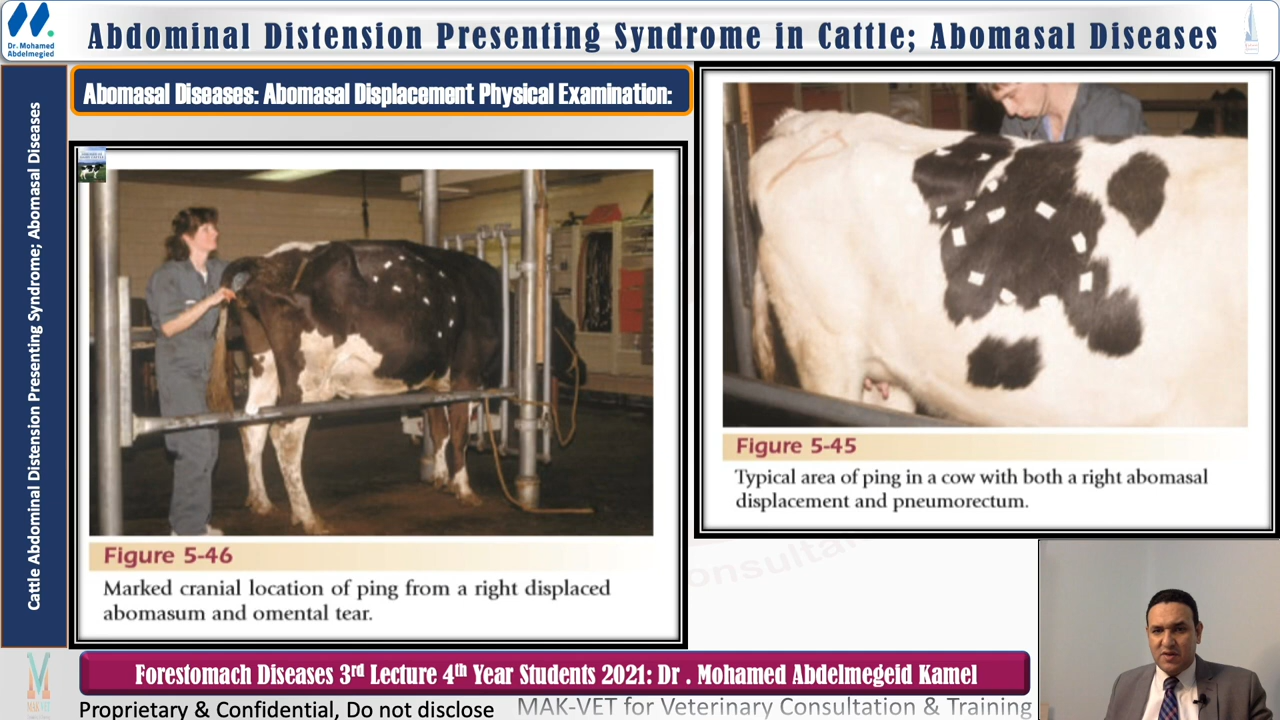 Dr. Mohamed
Abdelmegied
Abdominal Distension Presenting Syndrome in Cattle; Abomasal Diseases
Cattle Abdominal Distension Presenting Syndrome; Abomasal Diseases
Abomasal Diseases: Abomasal Displacement Physical Examination:
Figure 5-46
Marked cranial location of ping from a right displaced
abomasum and omental tear.
Figure 5-45
Typical area of ping in a cow with both a right abomasal
displacement and pneumorectum.
Forestomach Diseases 3rd Lecture 4th Year Students 2021: Dr . Mohamed Abdelmegeid Kamel
MAK-VET
Proprietary & Confidential, Do not disclose
MAK-VET for Veterinary Consultation & Training